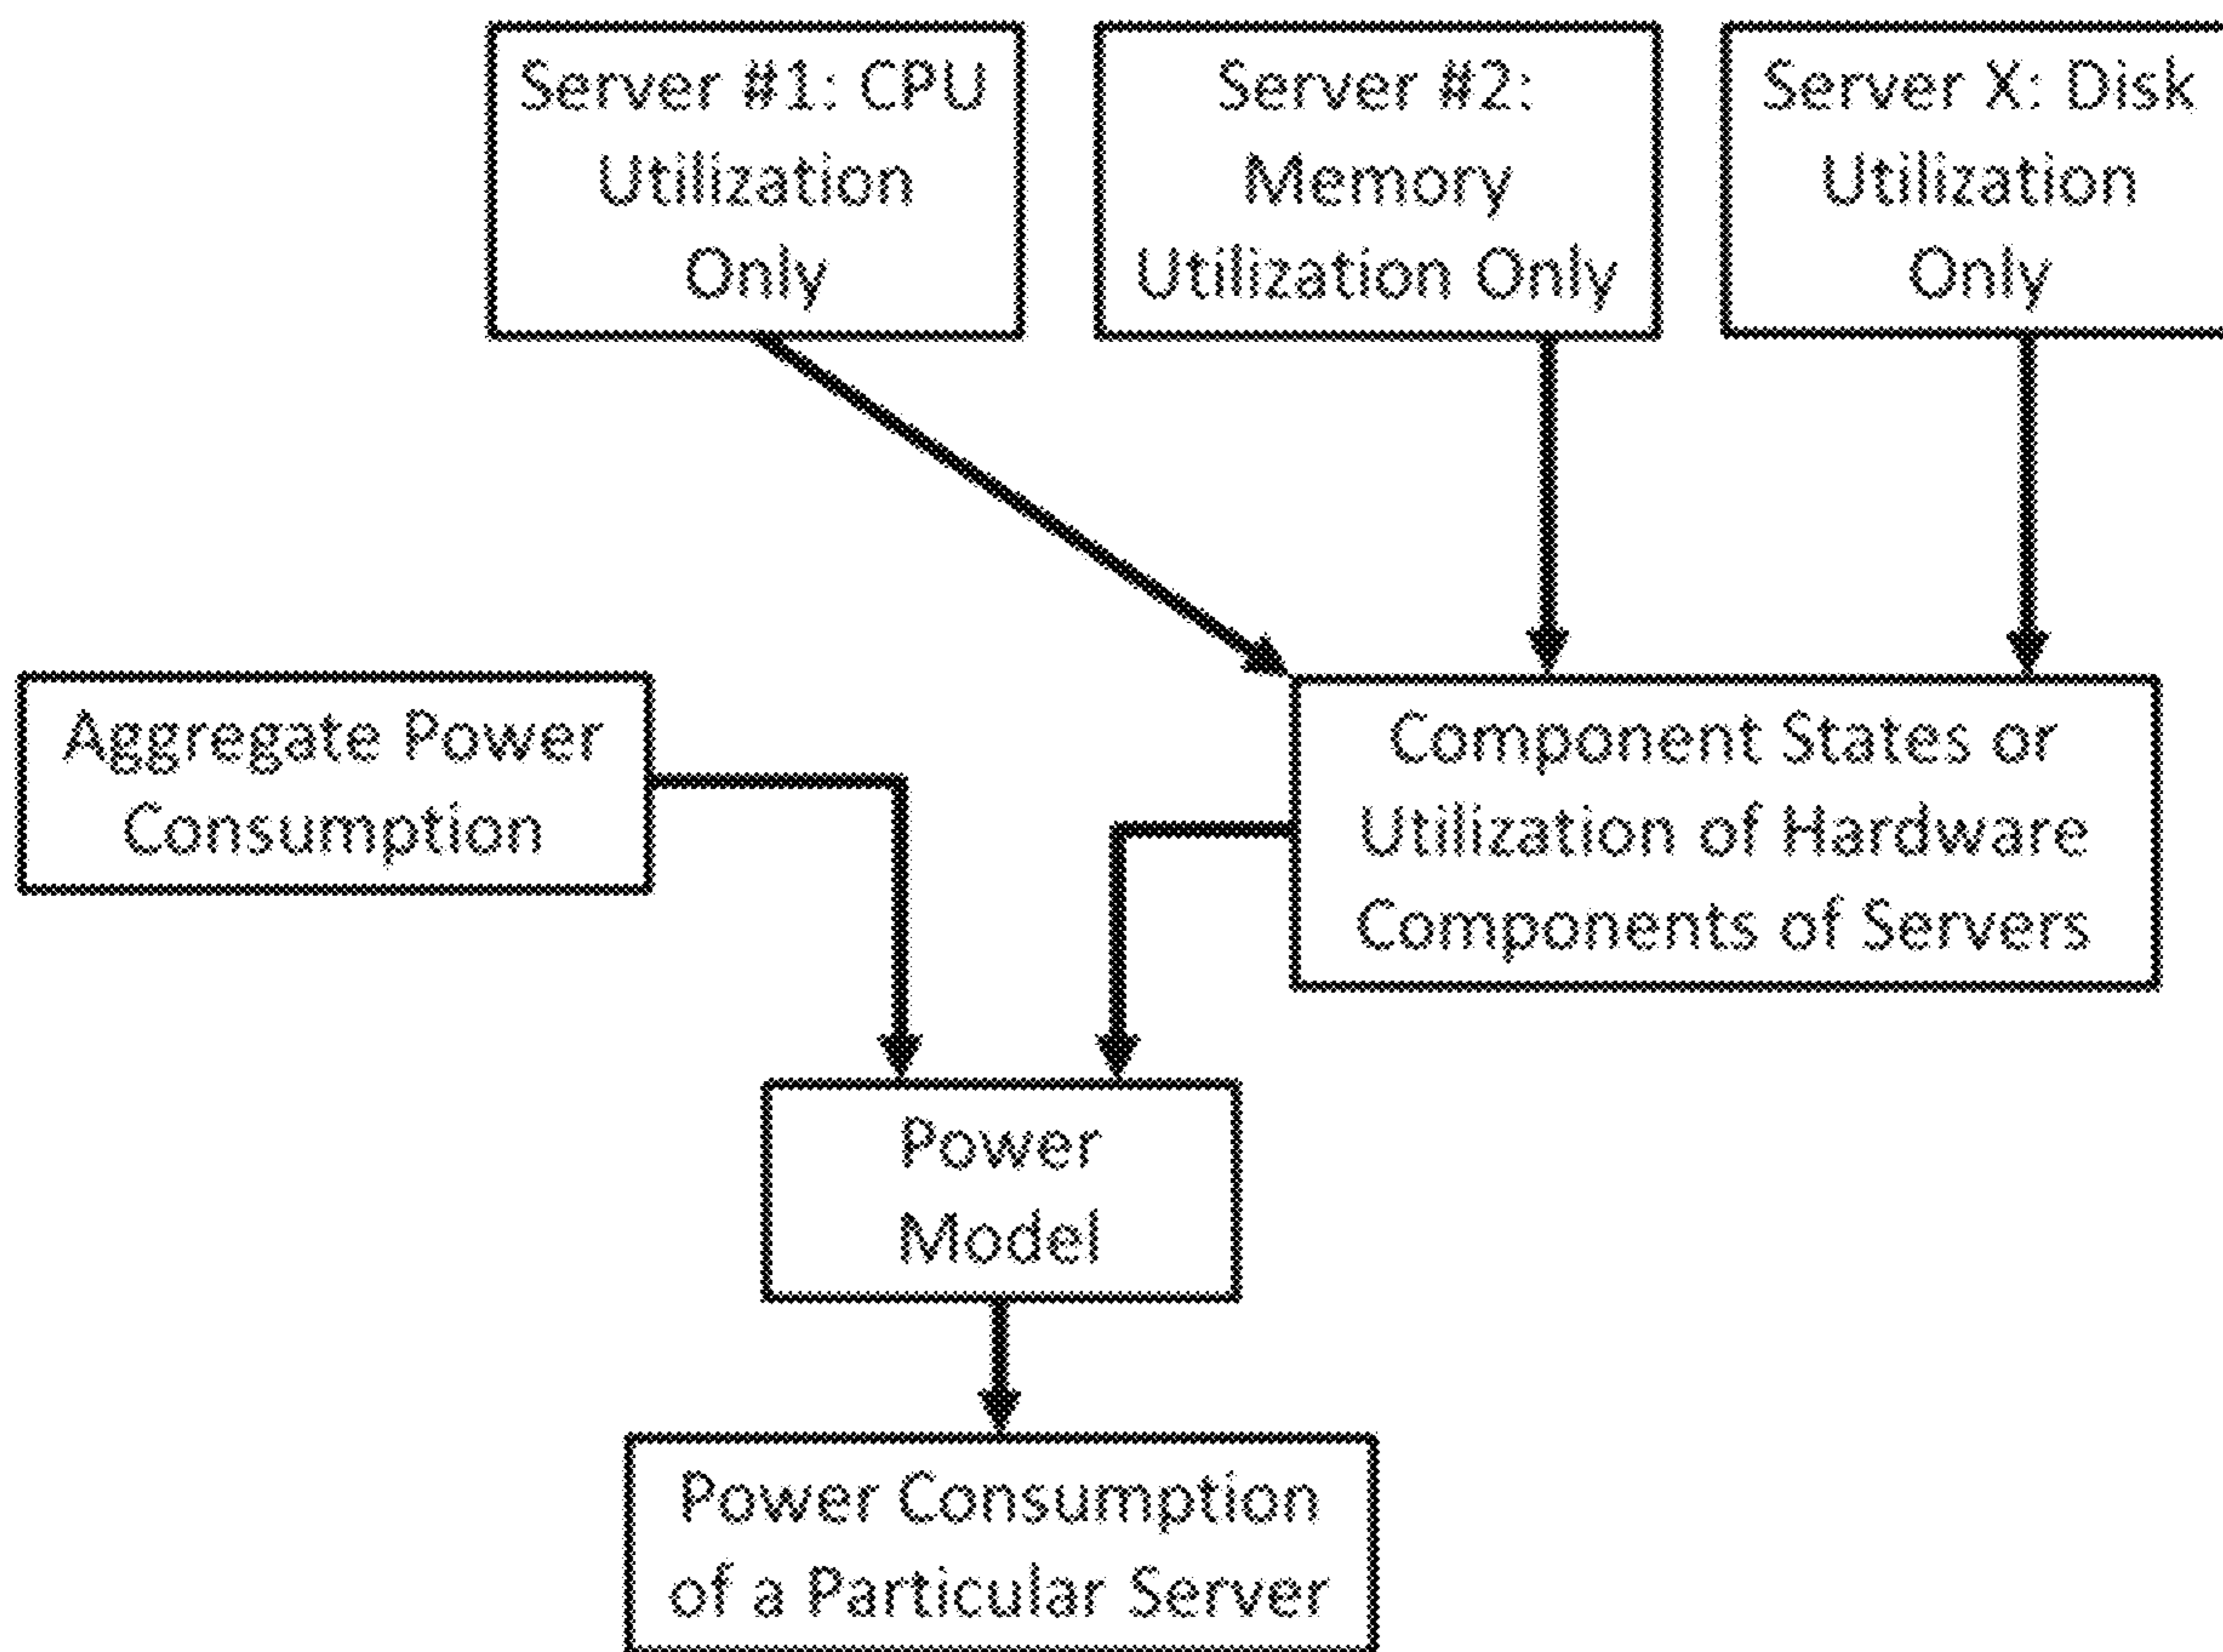 Server #1: CPU
Utilization
Only
Server #2:
Memory
Utilization Only
Server X: Disk
Utilization
Only
Aggregate Power
Consumption
Component States or
Utilization of Hardware
Components of Servers
Power
Model
Power Consumption
of a Particular Server